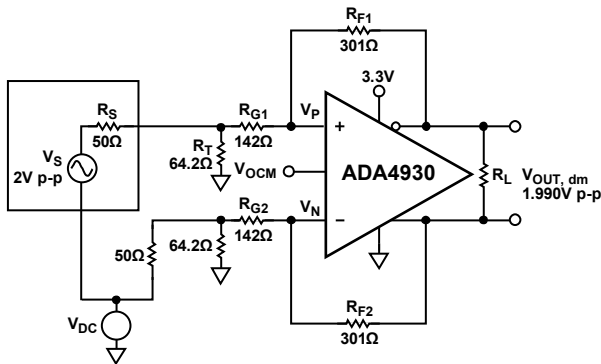 RF1
301Ω
3.3V
RS
50Ω
VS
2V p-p
RG1
142Ω
VP
+
RT
64.2Ω
VOCM
ADA4930
RL
VOUT, dm
1.990V p-p
RG2
142Ω
VN
−
50Ω
64.2Ω
VDC
RF2
301Ω